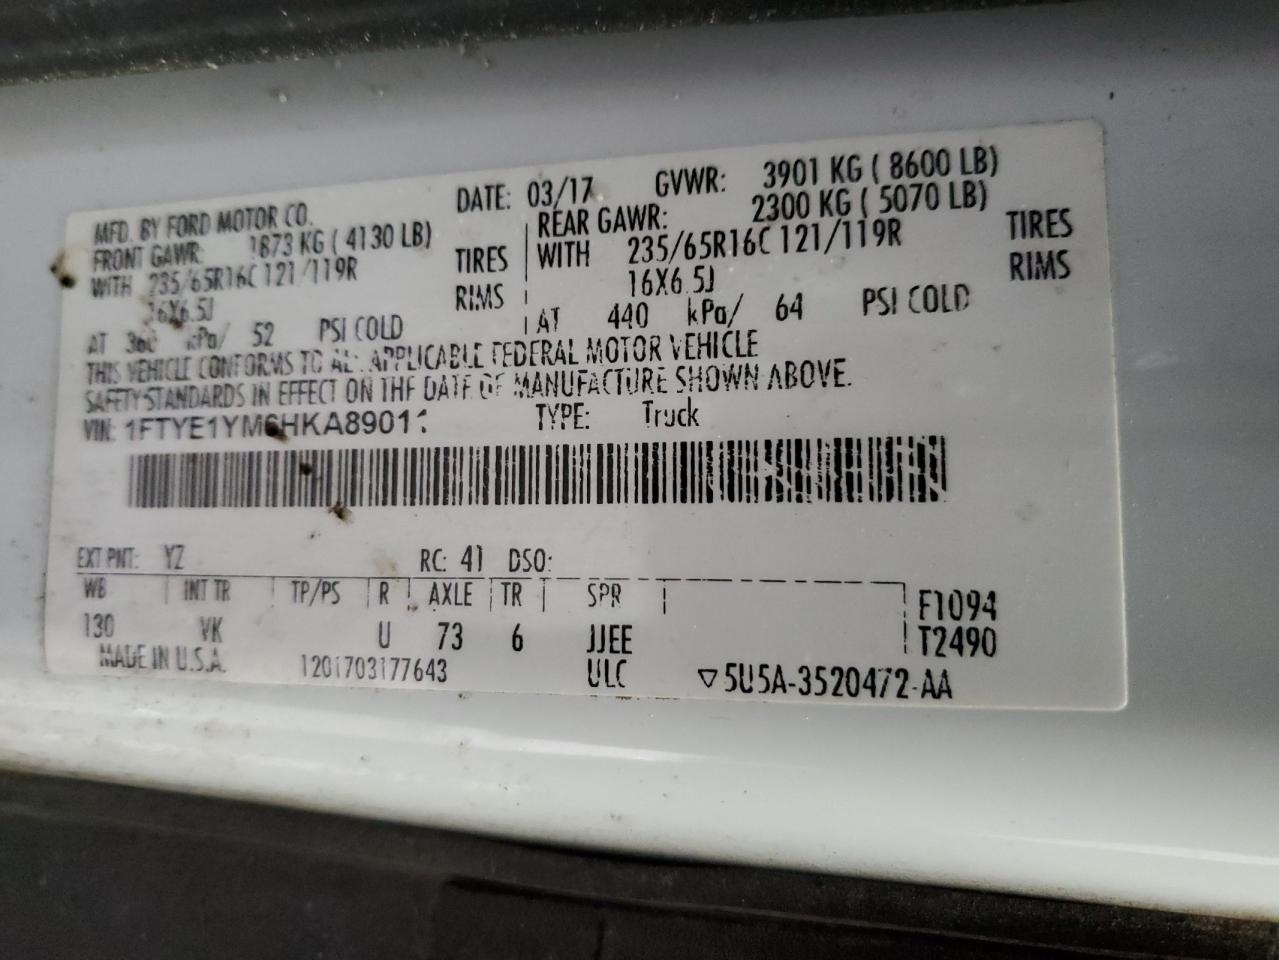 MFD. BY FORD MOTOR CO. DATE: 03/17 GVWR: 3901 KG ( 8600 LB)
FRONT GAWR: 1873 KG ( 4130 LB) REAR GAWR: 2300 KG ( 5070 LB)
WITH 235/65R16C 121/119R TIRES WITH 235/65R16C 121/119R TIRES
16X6.5J RIMS 16X6.5J RIMS
AT kPa/ 52 PSI COLD AT 440 kPa/ 64 PSI COLD
THIS VEHICLE CONFORMS TO ALL APPLICABLE FEDERAL MOTOR VEHICLE
SAFETY STANDARDS IN EFFECT ON THE DATE OF MANUFACTURE SHOWN ABOVE.
VIN: TYPE: Truck
EXT PNT: YZ RC: 41 DSO:
WB INT TR TP/PS R AXLE TR SPR
130 VK U 73 6 JJEE
F1094
T2490
MADE IN U.S.A. 1201703177643 ULC ▽5U5A-3520472-AA